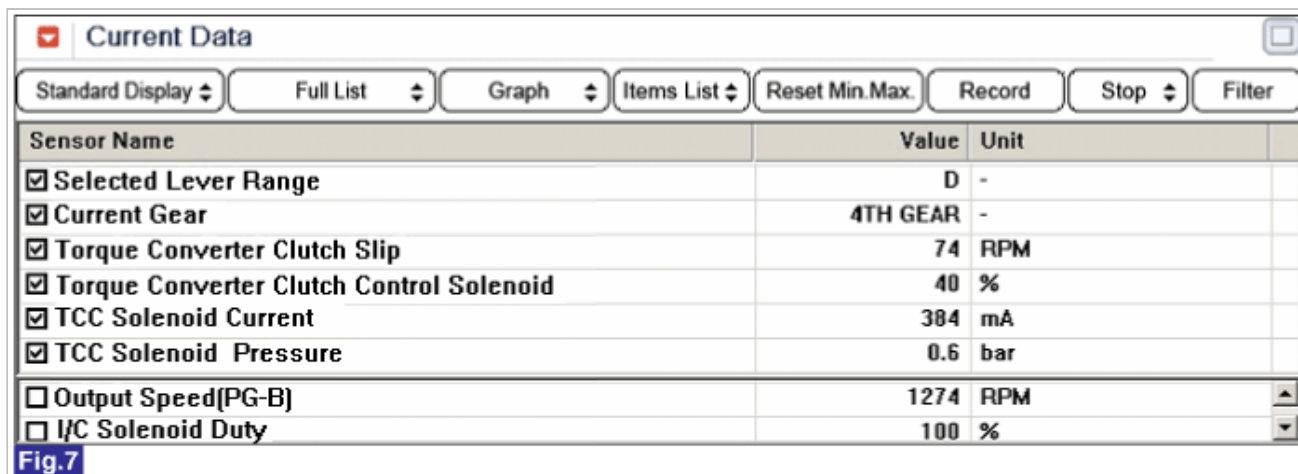 Current Data
Standard Display Full List Graph Items List Reset Min.Max. Record Stop Filter
Sensor Name Value Unit
Selected Lever Range D -
Current Gear 4TH GEAR -
Torque Converter Clutch Slip 74 RPM
Torque Converter Clutch Control Solenoid 40 %
TCC Solenoid Current 384 mA
TCC Solenoid Pressure 0.6 bar
Output Speed(PG-B) 1274 RPM
I/C Solenoid Duty 100 %
Fig.7